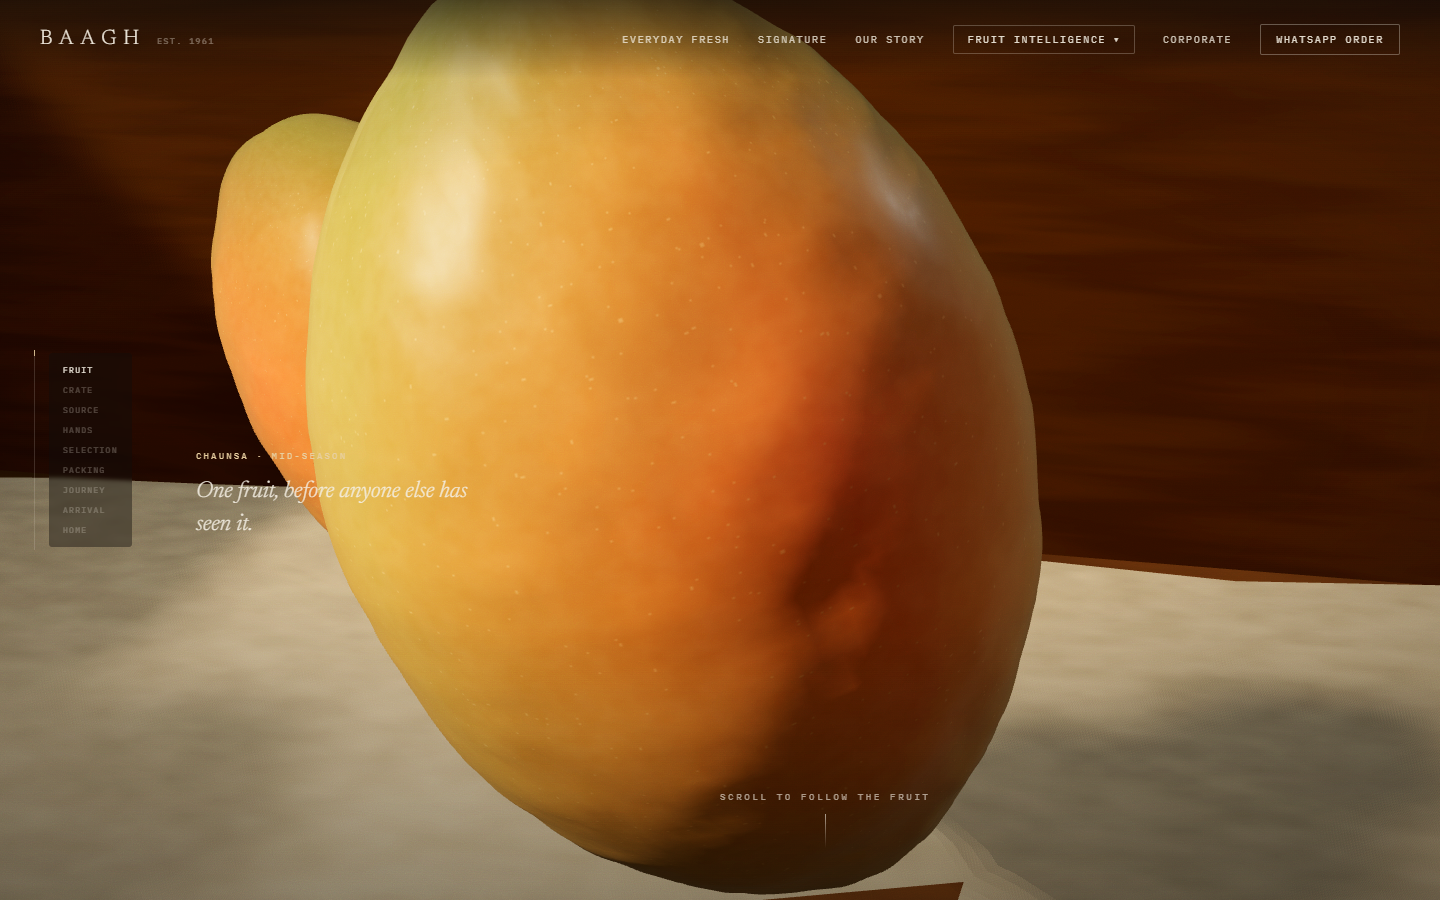 BAAGH EST. 1961
EVERYDAY FRESH
SIGNATURE
OUR STORY
FRUIT INTELLIGENCE ▾
CORPORATE
WHATSAPP ORDER
FRUIT
CRATE
SOURCE
HANDS
SELECTION
PACKING
JOURNEY
ARRIVAL
HOME
CHAUNSA · MID-SEASON
One fruit, before anyone else has
seen it.
SCROLL TO FOLLOW THE FRUIT